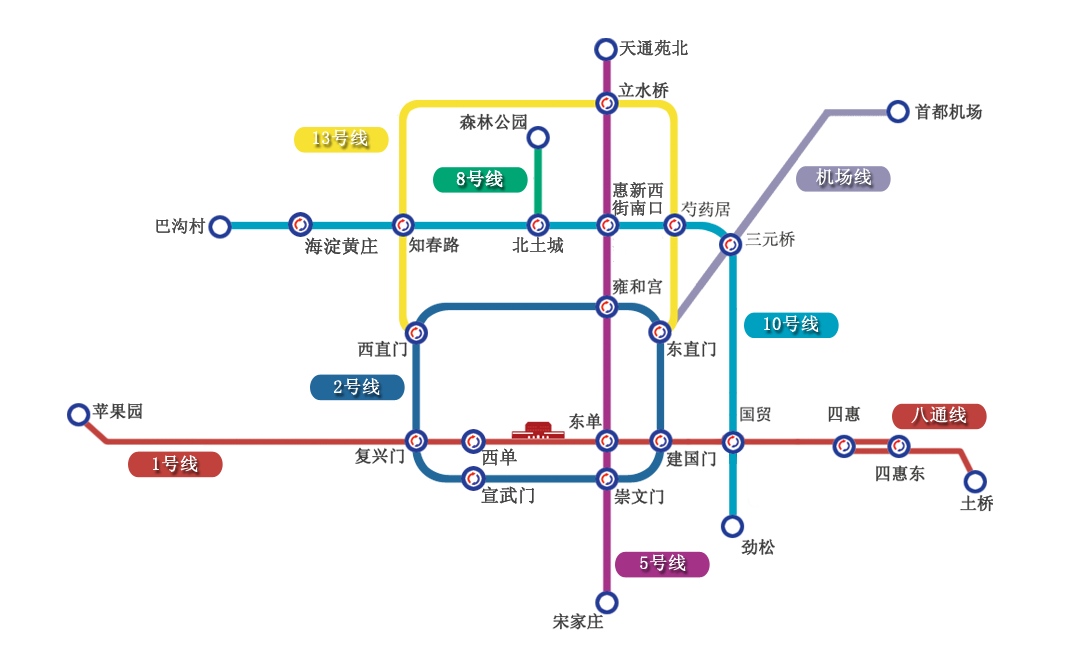 天通苑北
立水桥
首都机场
森林公园
13号线
8号线
机场线
惠新西
街南口
芍药居
巴沟村
海淀黄庄
知春路
北土城
三元桥
雍和宫
10号线
西直门
东直门
2号线
苹果园
东单
国贸
四惠
八通线
1号线
复兴门
西单
建国门
四惠东
宣武门
崇文门
土桥
劲松
5号线
宋家庄